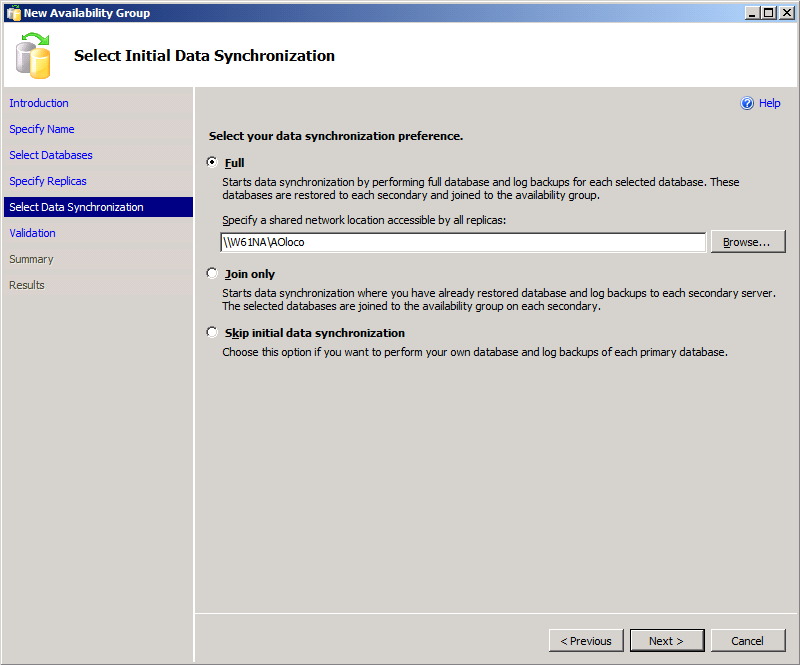 New Availability Group
Select Initial Data Synchronization
Introduction
Specify Name
Select Databases
Specify Replicas
Select Data Synchronization
Validation
Summary
Results
Help
Select your data synchronization preference.
Full
Starts data synchronization by performing full database and log backups for each selected database. These
databases are restored to each secondary and joined to the availability group.
Specify a shared network location accessible by all replicas:
\\W61NA\AOloco
Browse...
Join only
Starts data synchronization where you have already restored database and log backups to each secondary server.
The selected databases are joined to the availability group on each secondary.
Skip initial data synchronization
Choose this option if you want to perform your own database and log backups of each primary database.
< Previous
Next >
Cancel